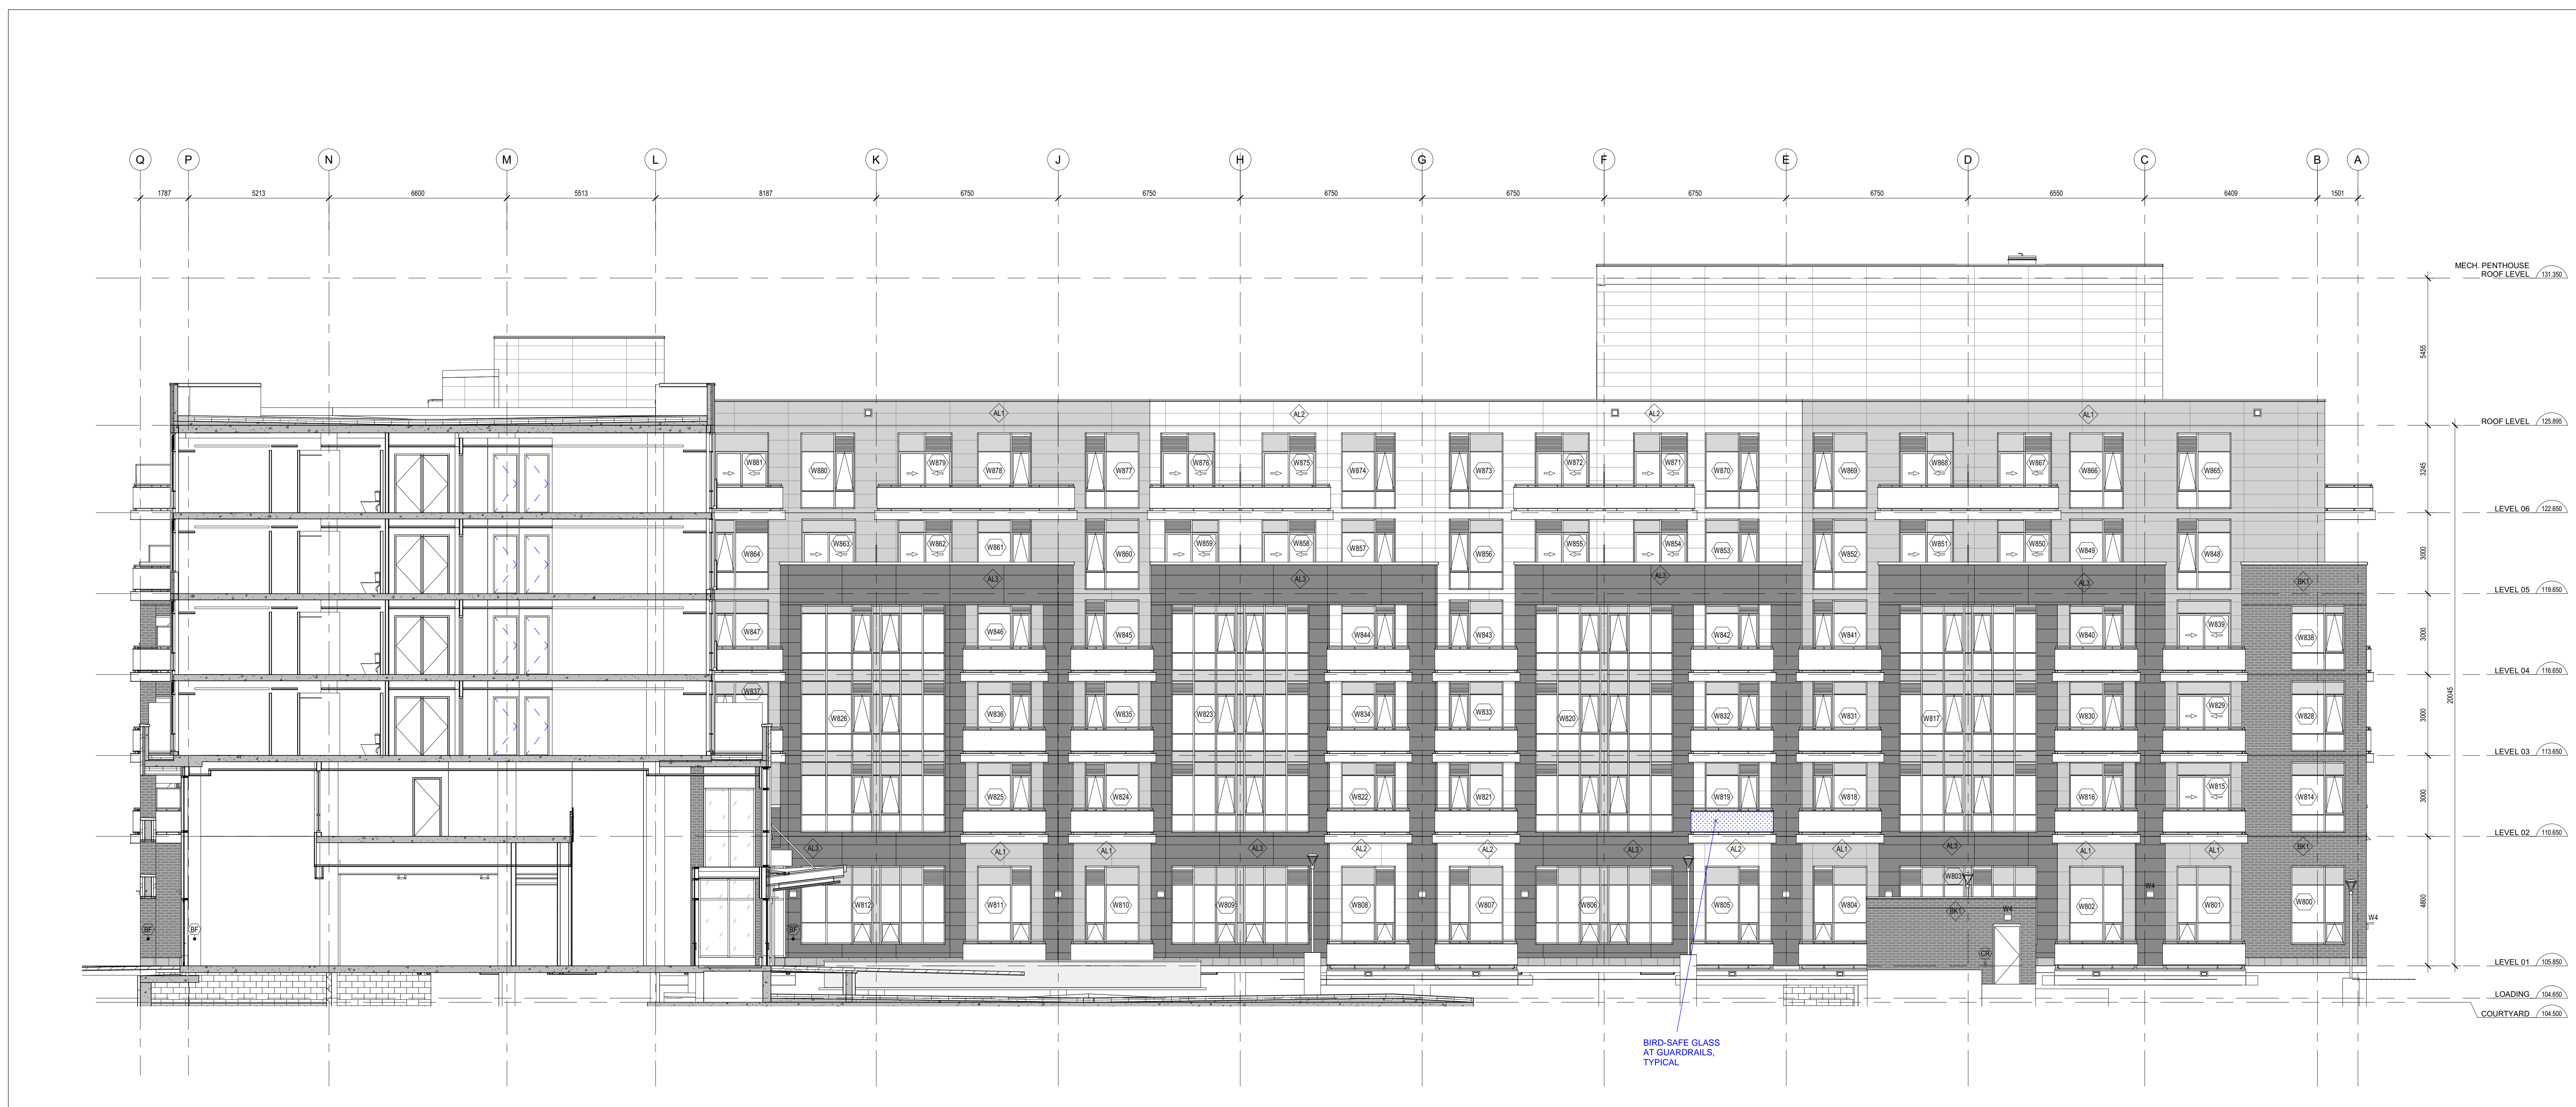 Q P N M L K J H G F E D C B A
1787 5213 6600 5513 8187 6750 6750 6750 6750 6750 6750 6550 6409 1501
MECH. PENTHOUSE
ROOF LEVEL 131.350
5455
AL1 AL2 AL2 AL1
ROOF LEVEL 125.895
W881 W880 W879 W878 W877 W876 W875 W874 W873 W872 W871 W870 W869 W868 W867 W866 W865
3245
LEVEL 06 122.650
W864 W863 W862 W861 W860 W859 W858 W857 W856 W855 W854 W853 W852 W851 W850 W849 W848
3000
AL3 AL3 AL3 AL3 BK1
LEVEL 05 119.650
W847 W846 W845 W844 W843 W842 W841 W840 W839 W838
3000
LEVEL 04 116.650
20045
W837 W826 W836 W835 W823 W834 W833 W820 W832 W831 W817 W830 W829 W828
3000
LEVEL 03 113.650
W825 W824 W822 W821 W819 W818 W816 W815 W814
3000
LEVEL 02 110.650
AL3 AL1 AL1 AL3 AL2 AL2 AL3 AL2 AL1 AL3 AL1 AL1 BK1
W812 W811 W810 W809 W808 W807 W806 W805 W804 W803 W802 W801 W800
4800
W4 W4 W4
BK1
BF BF BF
CR
LEVEL 01 105.850
LOADING 104.650
COURTYARD 104.500
BIRD-SAFE GLASS
AT GUARDRAILS,
TYPICAL